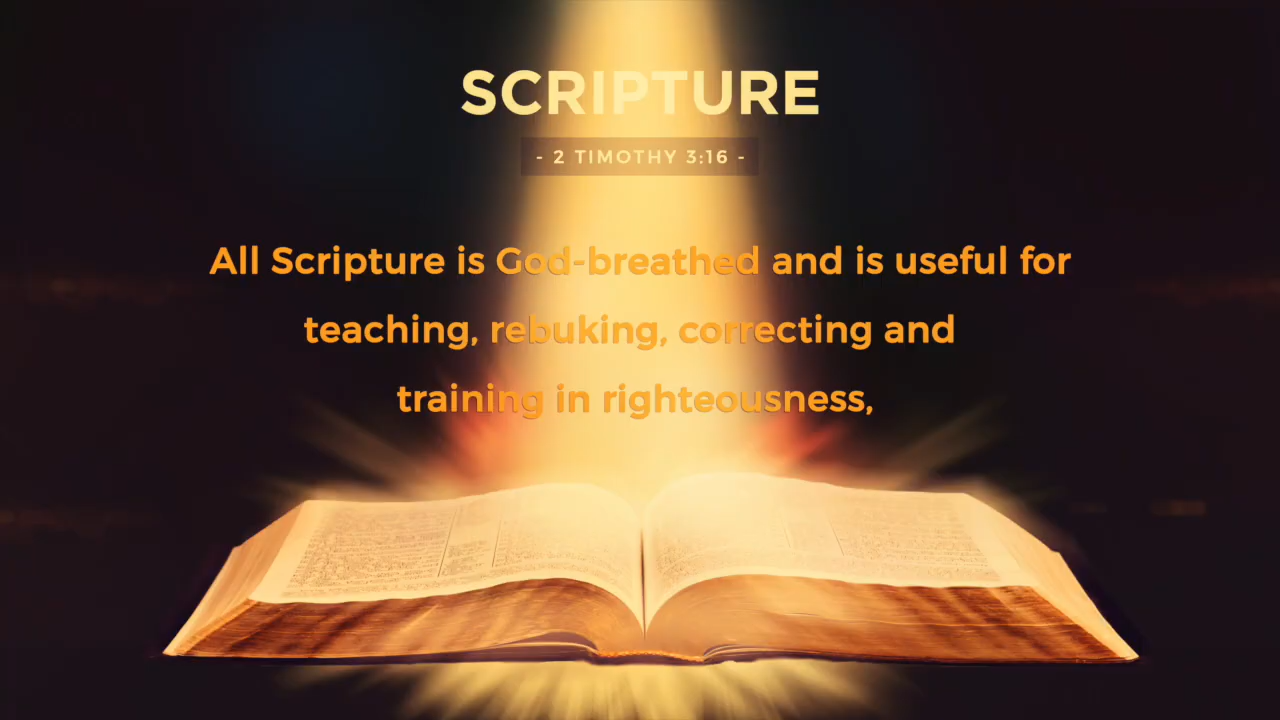 SCRIPTURE
- 2 TIMOTHY 3:16 -
All Scripture is God-breathed and is useful for
teaching, rebuking, correcting and
training in righteousness,